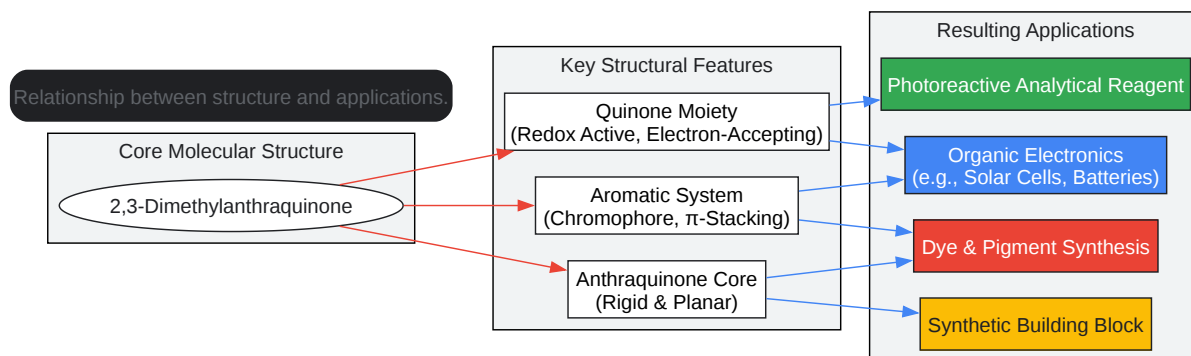 Relationship between structure and applications.
Core Molecular Structure
2,3-Dimethylanthraquinone
Key Structural Features
Quinone Moiety
(Redox Active, Electron-Accepting)
Aromatic System
(Chromophore, π-Stacking)
Anthraquinone Core
(Rigid & Planar)
Resulting Applications
Photoreactive Analytical Reagent
Organic Electronics
(e.g., Solar Cells, Batteries)
Dye & Pigment Synthesis
Synthetic Building Block